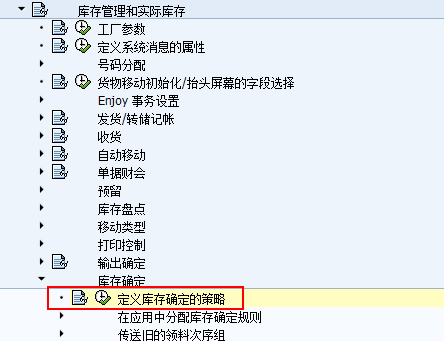 库存管理和实际库存
工厂参数
定义系统消息的属性
号码分配
货物移动初始化/抬头屏幕的字段选择
Enjoy 事务设置
发货/转储记帐
收货
自动移动
单据财会
预留
库存盘点
移动类型
打印控制
输出确定
库存确定
定义库存确定的策略
在应用中分配库存确定规则
传送旧的领料次序组